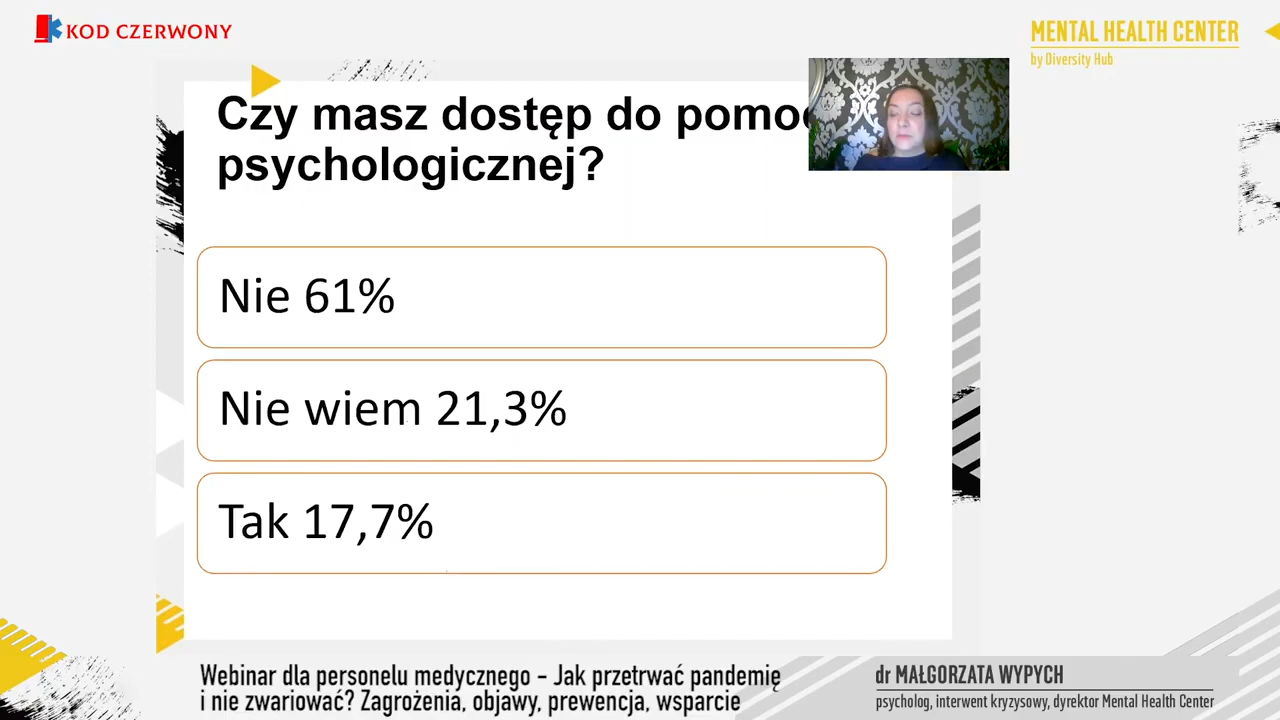 KOD CZERWONY
MENTAL HEALTH CENTER
by Diversity Hub
Czy masz dostęp do pomoc
psychologicznej?
Nie 61%
Nie wiem 21,3%
Tak 17,7%
Webinar dla personelu medycznego – Jak przetrwać pandemię
i nie zwariować? Zagrożenia, objawy, prewencja, wsparcie
dr MAŁGORZATA WYPYCH
psycholog, interwent kryzysowy, dyrektor Mental Health Center